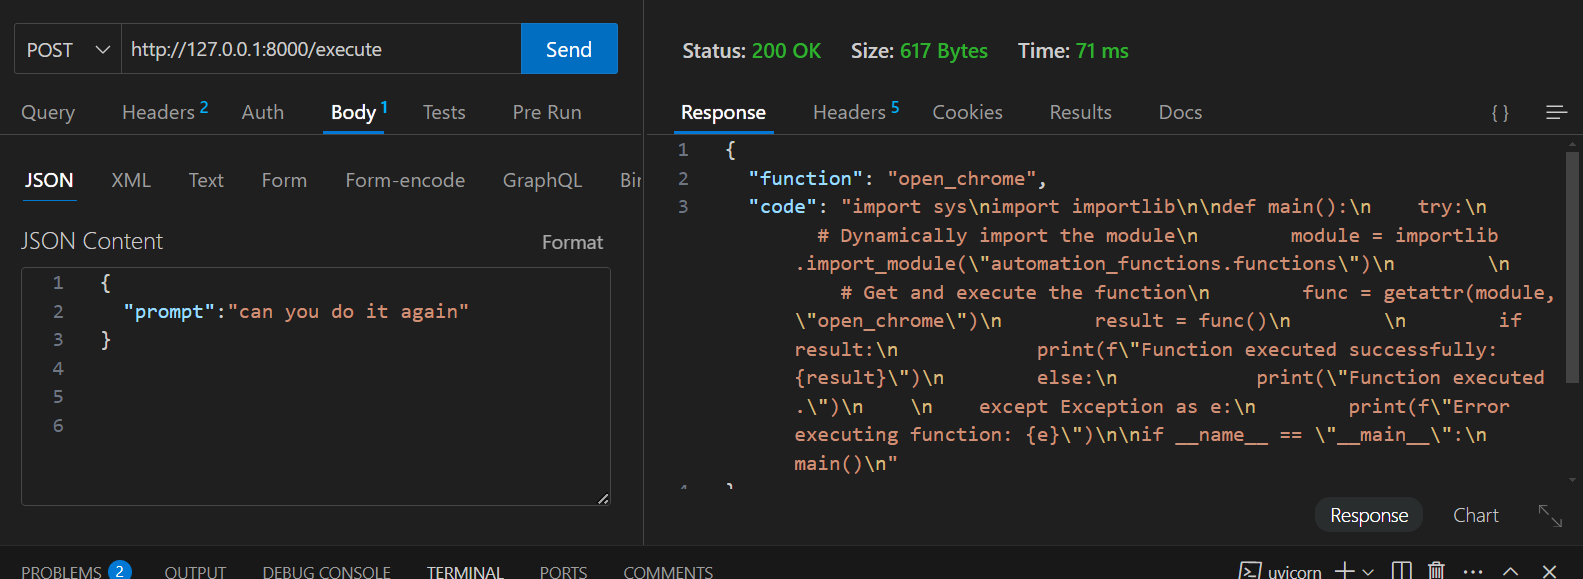 POST
http://127.0.0.1:8000/execute
Send
Status: 200 OK Size: 617 Bytes Time: 71 ms
Query Headers 2 Auth Body 1 Tests Pre Run
Response Headers 5 Cookies Results Docs { }
JSON XML Text Form Form-encode GraphQL Bin
JSON Content Format
1 {
2 "prompt":"can you do it again"
3 }
4
5
6
1 {
2 "function": "open_chrome",
3 "code": "import sys\nimport importlib\n\ndef main():\n    try:\n
# Dynamically import the module\n        module = importlib
.import_module(\"automation_functions.functions\")\n        \n
# Get and execute the function\n        func = getattr(module,
\"open_chrome\")\n        result = func()\n        \n        if
result:\n            print(f\"Function executed successfully:
{result}\")\n        else:\n            print(\"Function executed
.\")\n    \n    except Exception as e:\n        print(f\"Error
executing function: {e}\")\n\nif __name__ == \"__main__\":\n
main()\n"
4 }
Response Chart
PROBLEMS 2 OUTPUT DEBUG CONSOLE TERMINAL PORTS COMMENTS uvicorn